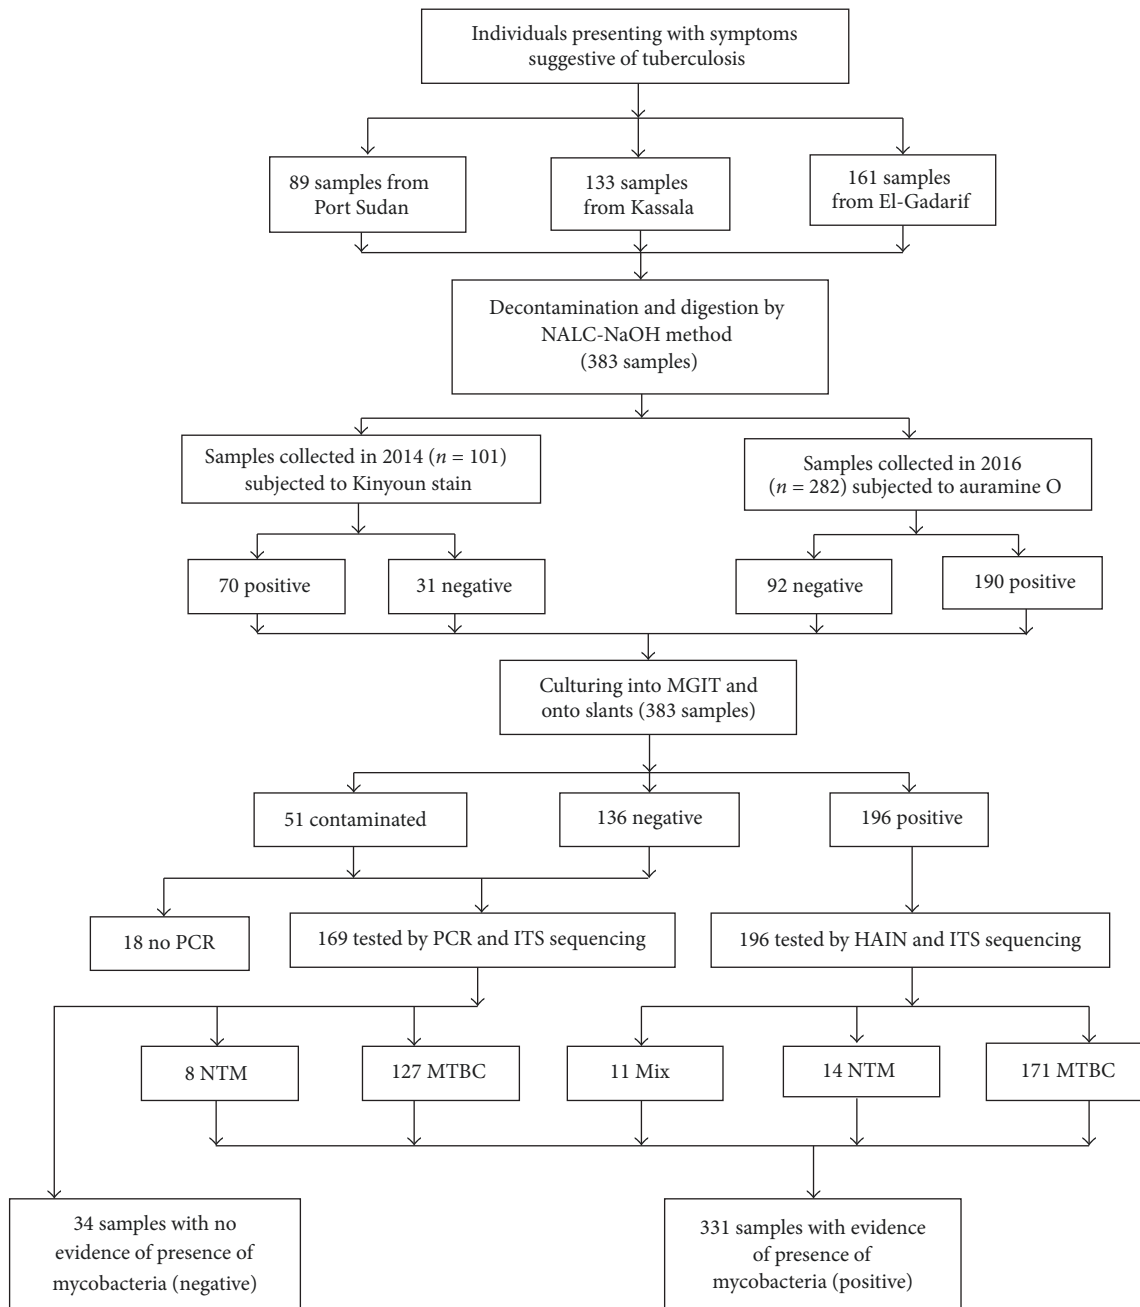 Individuals presenting with symptoms
suggestive of tuberculosis
89 samples from
Port Sudan
133 samples
from Kassala
161 samples
from El-Gadarif
Decontamination and digestion by
NALC-NaOH method
(383 samples)
Samples collected in 2014 (n = 101)
subjected to Kinyoun stain
Samples collected in 2016
(n = 282) subjected to auramine O
70 positive
31 negative
92 negative
190 positive
Culturing into MGIT and
onto slants (383 samples)
51 contaminated
136 negative
196 positive
18 no PCR
169 tested by PCR and ITS sequencing
196 tested by HAIN and ITS sequencing
8 NTM
127 MTBC
11 Mix
14 NTM
171 MTBC
34 samples with no
evidence of presence of
mycobacteria (negative)
331 samples with evidence
of presence of
mycobacteria (positive)